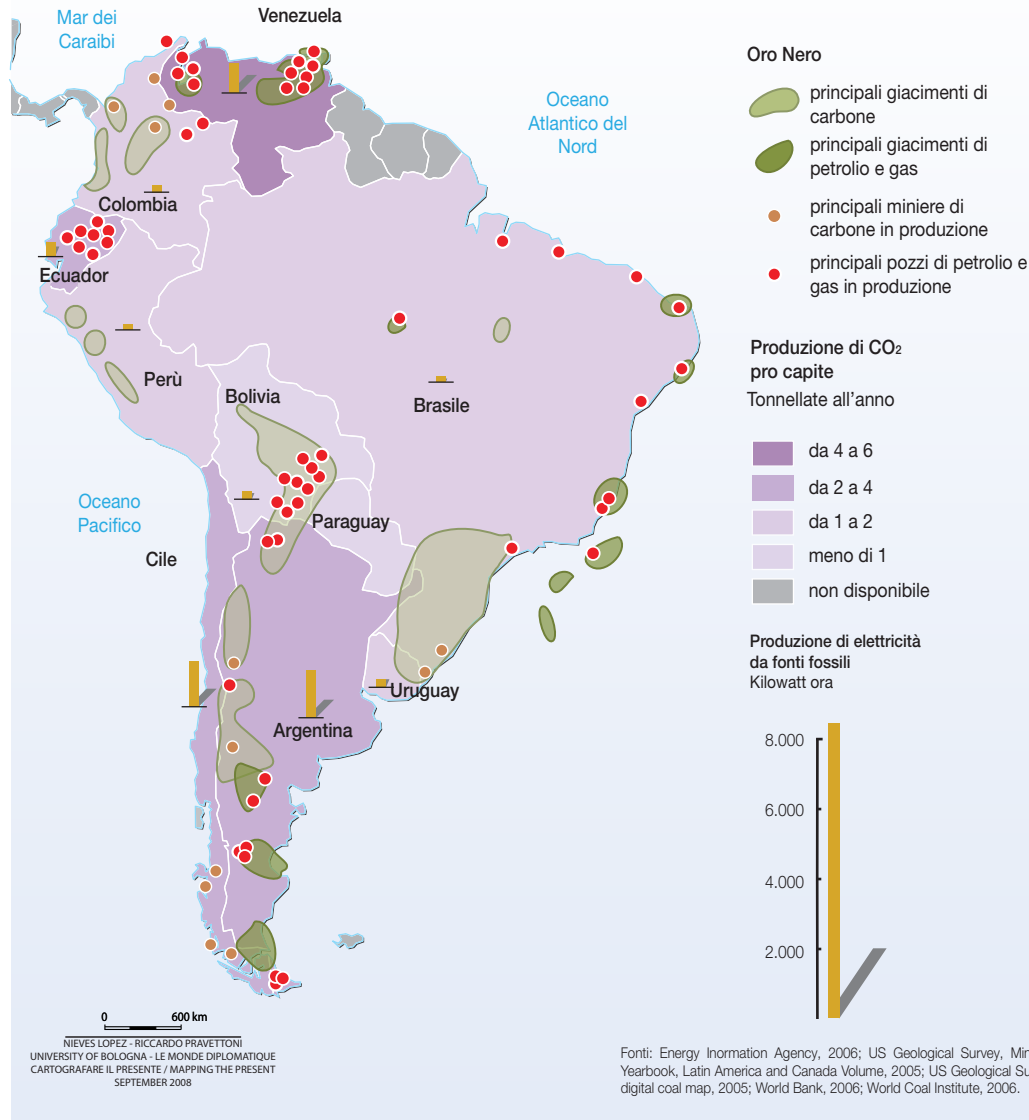 Mar dei
Caraibi
Venezuela
Oceano
Atlantico del
Nord
Colombia
Ecuador
Perù
Bolivia
Brasile
Oceano
Pacifico
Paraguay
Cile
Uruguay
Argentina
Oro Nero
principali giacimenti di
carbone
principali giacimenti di
petrolio e gas
principali miniere di
carbone in produzione
principali pozzi di petrolio e
gas in produzione
Produzione di CO₂
pro capite
Tonnellate all'anno
da 4 a 6
da 2 a 4
da 1 a 2
meno di 1
non disponibile
Produzione di elettricità
da fonti fossili
Kilowatt ora
8.000
6.000
4.000
2.000
0 600 km
NIEVES LOPEZ - RICCARDO PRAVETTONI
UNIVERSITY OF BOLOGNA - LE MONDE DIPLOMATIQUE
CARTOGRAFARE IL PRESENTE / MAPPING THE PRESENT
SEPTEMBER 2008
Fonti: Energy Inormation Agency, 2006; US Geological Survey, Min
Yearbook, Latin America and Canada Volume, 2005; US Geological Su
digital coal map, 2005; World Bank, 2006; World Coal Institute, 2006.